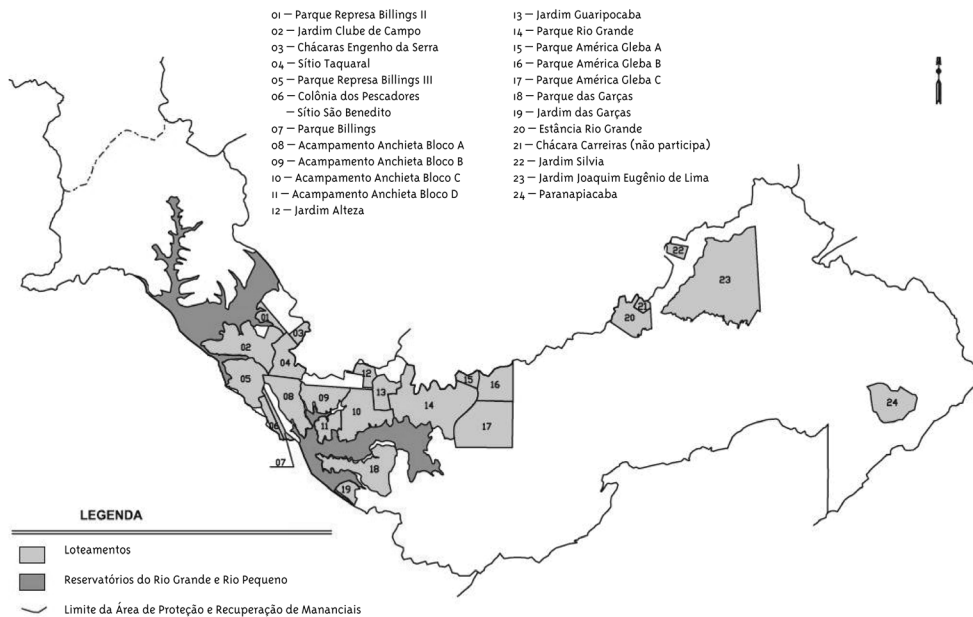 01 – Parque Represa Billings II
02 – Jardim Clube de Campo
03 – Chácaras Engenho da Serra
04 – Sítio Taquaral
05 – Parque Represa Billings III
06 – Colônia dos Pescadores
– Sítio São Benedito
07 – Parque Billings
08 – Acampamento Anchieta Bloco A
09 – Acampamento Anchieta Bloco B
10 – Acampamento Anchieta Bloco C
11 – Acampamento Anchieta Bloco D
12 – Jardim Alteza
13 – Jardim Guaripocaba
14 – Parque Rio Grande
15 – Parque América Gleba A
16 – Parque América Gleba B
17 – Parque América Gleba C
18 – Parque das Garças
19 – Jardim das Garças
20 – Estância Rio Grande
21 – Chácara Carreiras (não participa)
22 – Jardim Silvia
23 – Jardim Joaquim Eugênio de Lima
24 – Paranapiacaba
22
23
21
20
01
03
02
04
05
12
13
15
16
08
09
10
14
24
06
11
17
07
18
19
LEGENDA
Loteamentos
Reservatórios do Rio Grande e Rio Pequeno
Limite da Área de Proteção e Recuperação de Mananciais